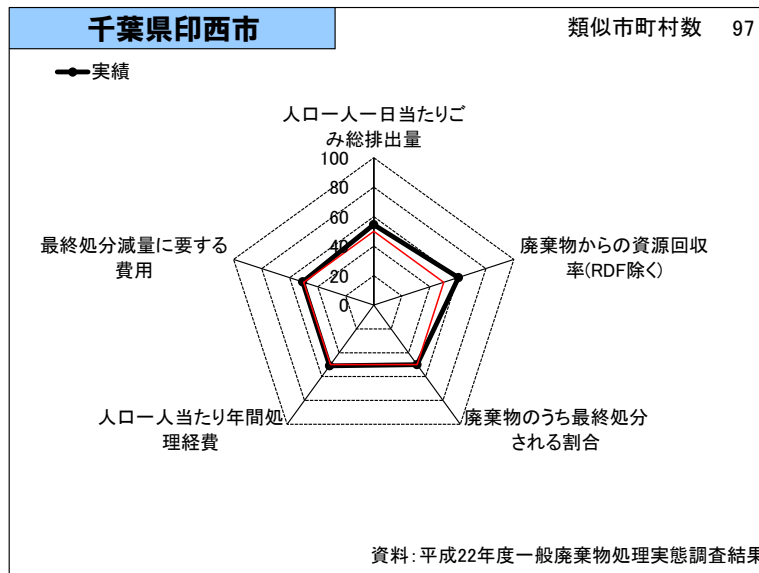 千葉県印西市
類似市町村数 97
実績
人口一人一日当たりご
み総排出量
廃棄物からの資源回収
率(RDF除く)
廃棄物のうち最終処分
される割合
人口一人当たり年間処
理経費
最終処分減量に要する
費用
100
80
60
40
20
0
資料:平成22年度一般廃棄物処理実態調査結果